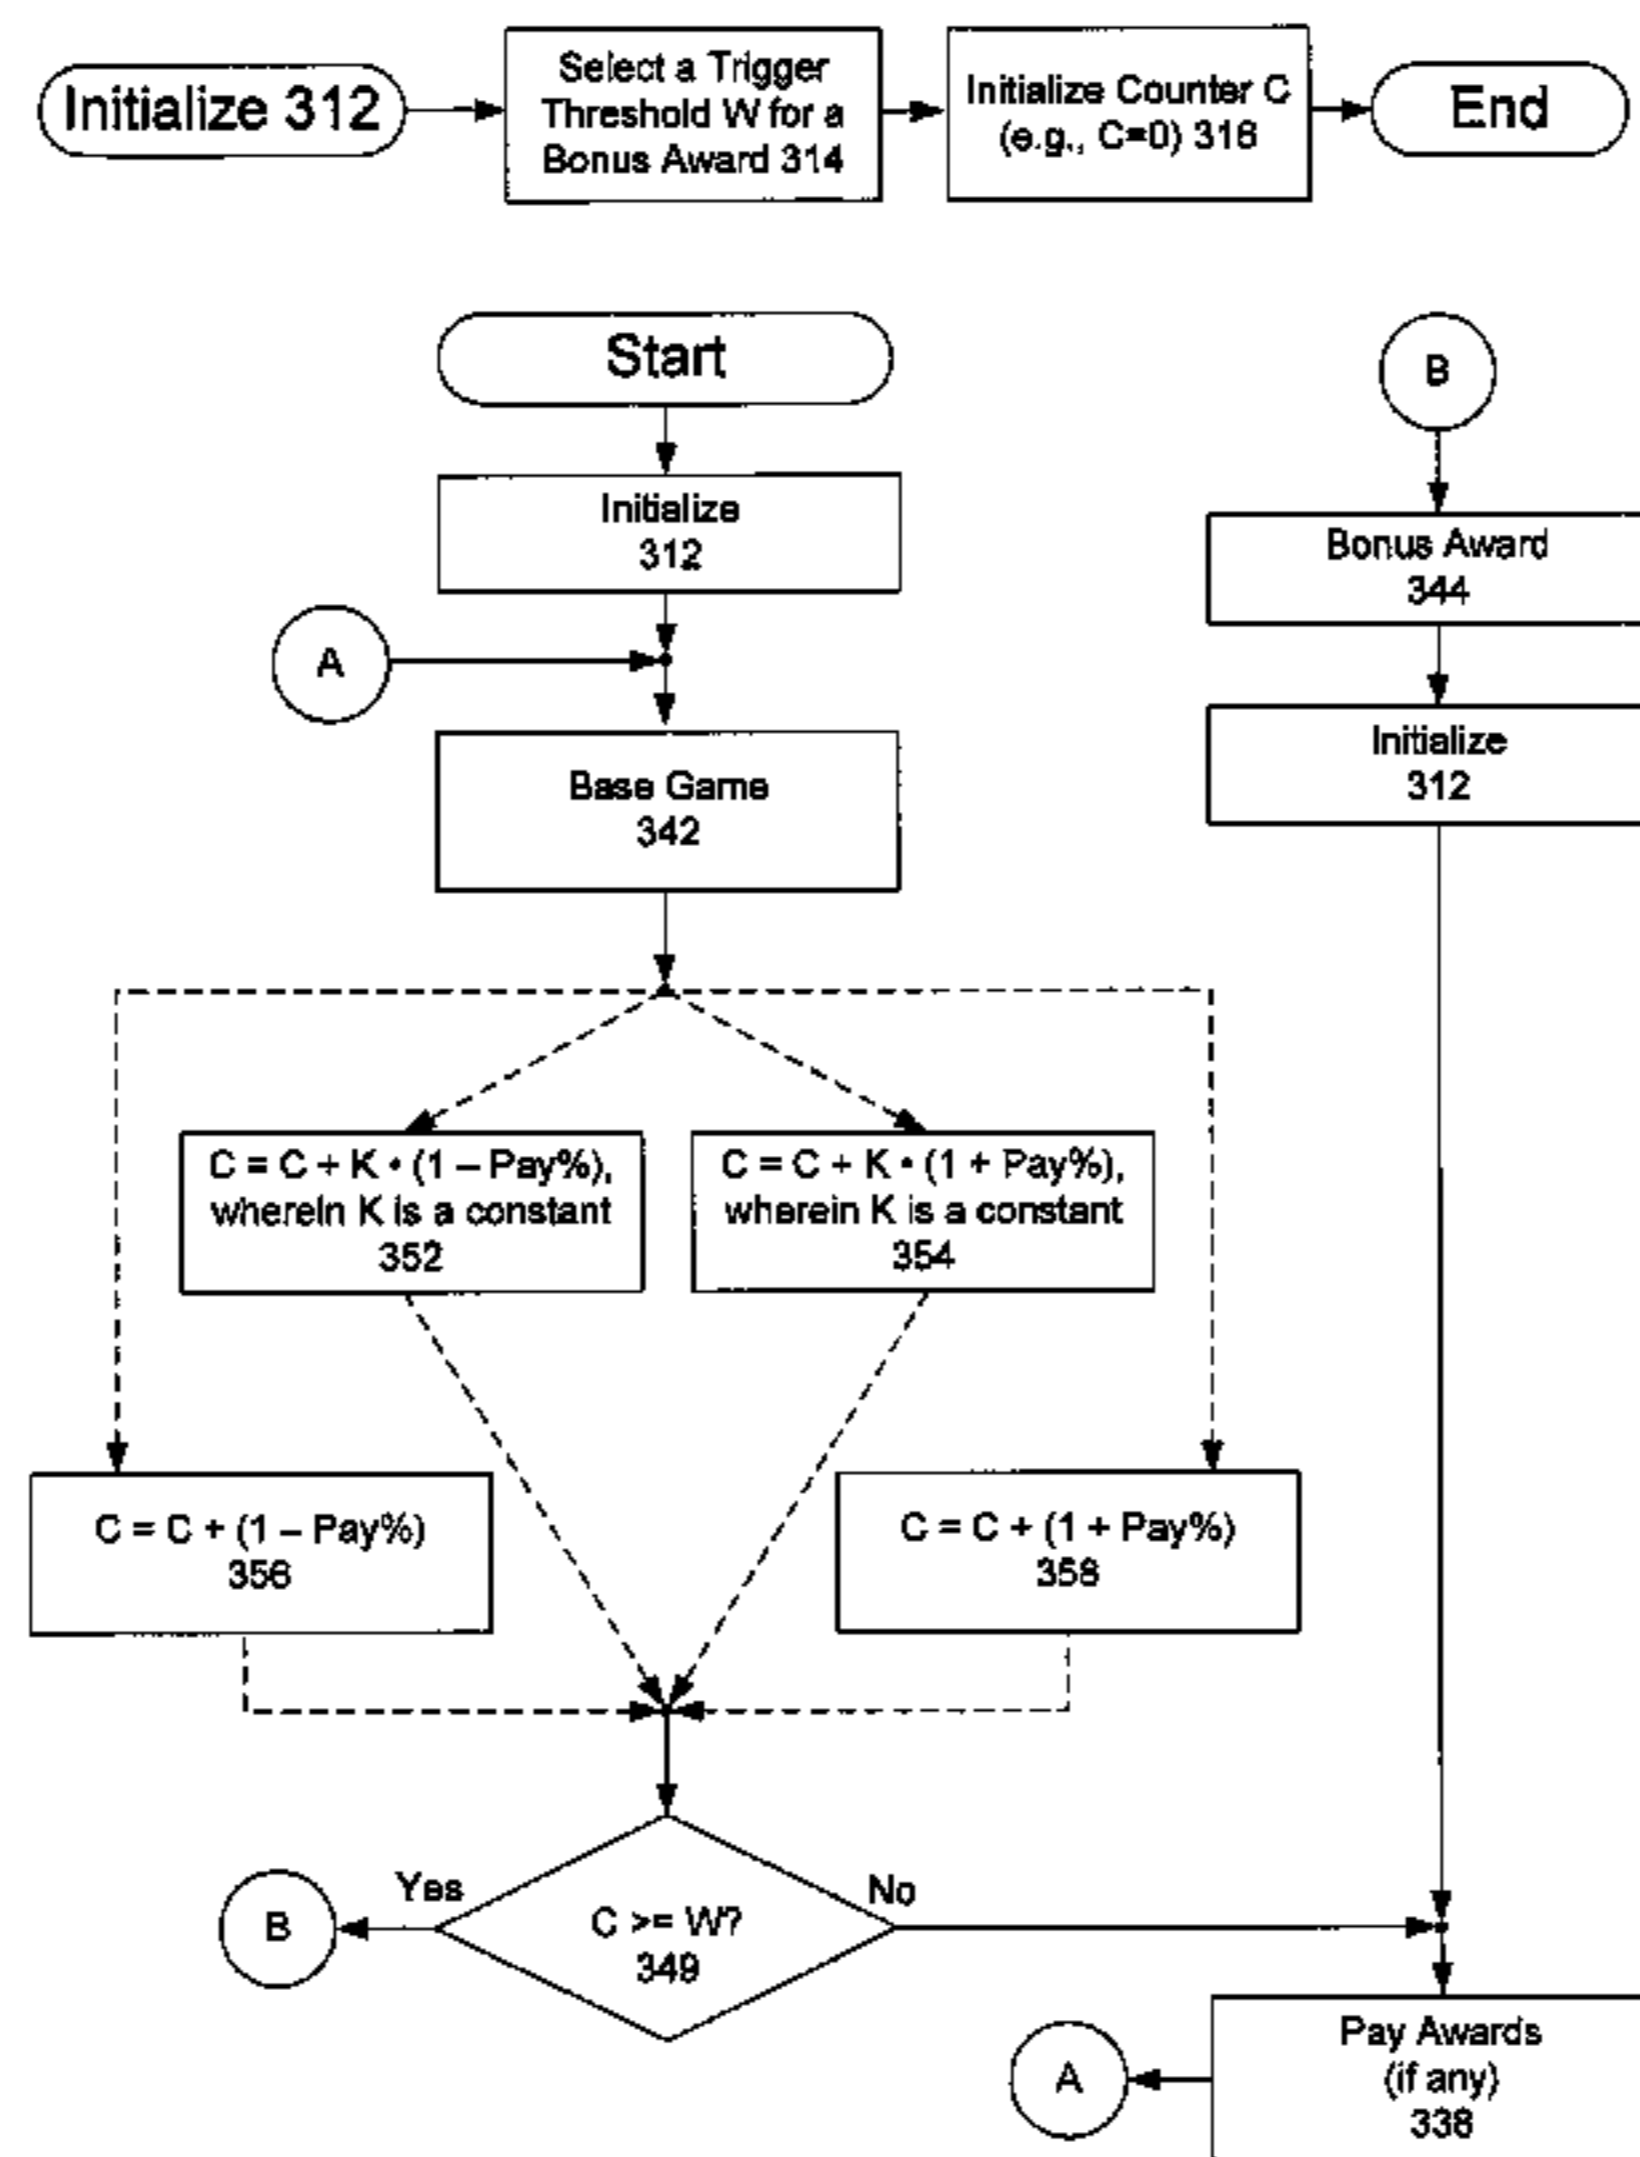 Initialize 312
Select a Trigger
Threshold W for a
Bonus Award 314
Initialize Counter C
(e.g., C=0) 316
End
Start
Initialize
312
A
Base Game
342
B
Bonus Award
344
Initialize
312
C = C + K • (1 – Pay%),
wherein K is a constant
352
C = C + K • (1 + Pay%),
wherein K is a constant
354
C = C + (1 – Pay%)
356
C = C + (1 + Pay%)
358
Yes
B
C >= W?
349
No
A
Pay Awards
(if any)
338